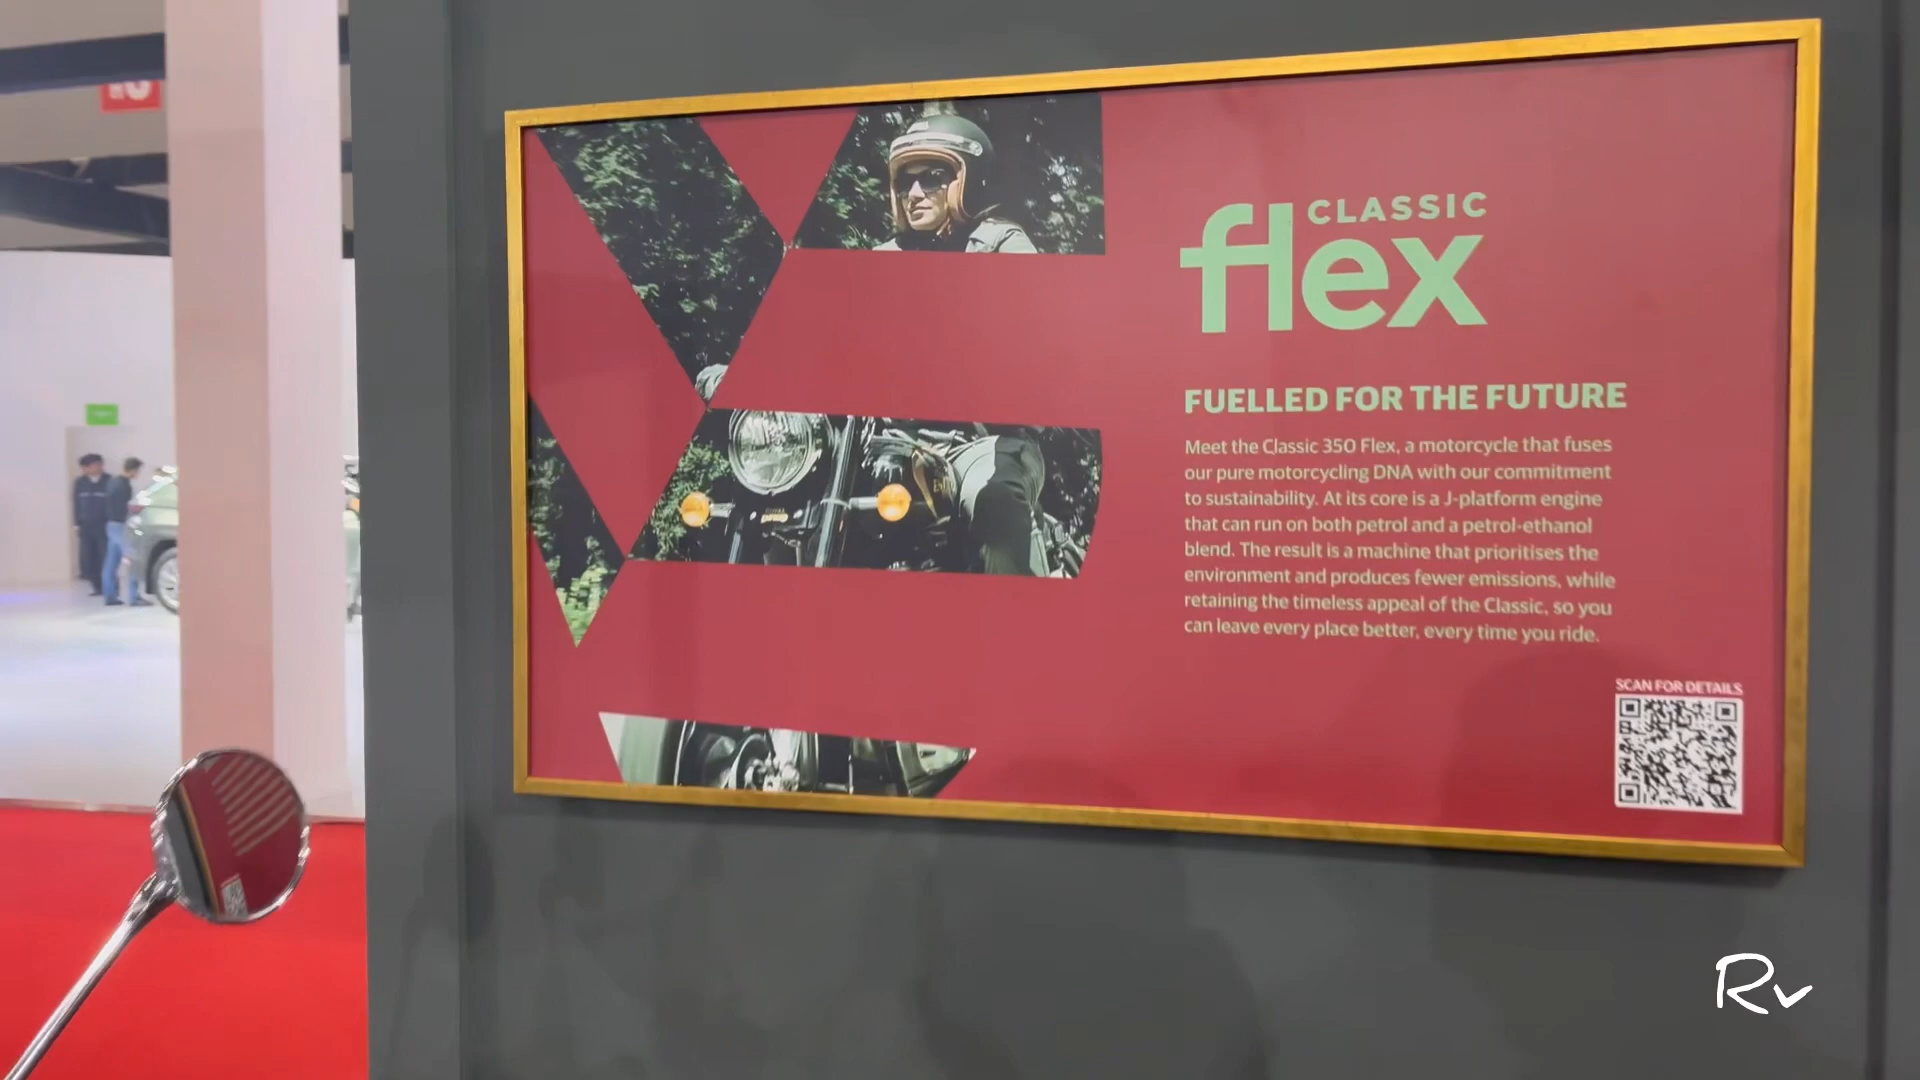 CLASSIC
flex
FUELLED FOR THE FUTURE
Meet the Classic 350 Flex, a motorcycle that fuses
our pure motorcycling DNA with our commitment
to sustainability. At its core is a J-platform engine
that can run on both petrol and a petrol-ethanol
blend. The result is a machine that prioritises the
environment and produces fewer emissions, while
retaining the timeless appeal of the Classic, so you
can leave every place better, every time you ride.
SCAN FOR DETAILS
Rv